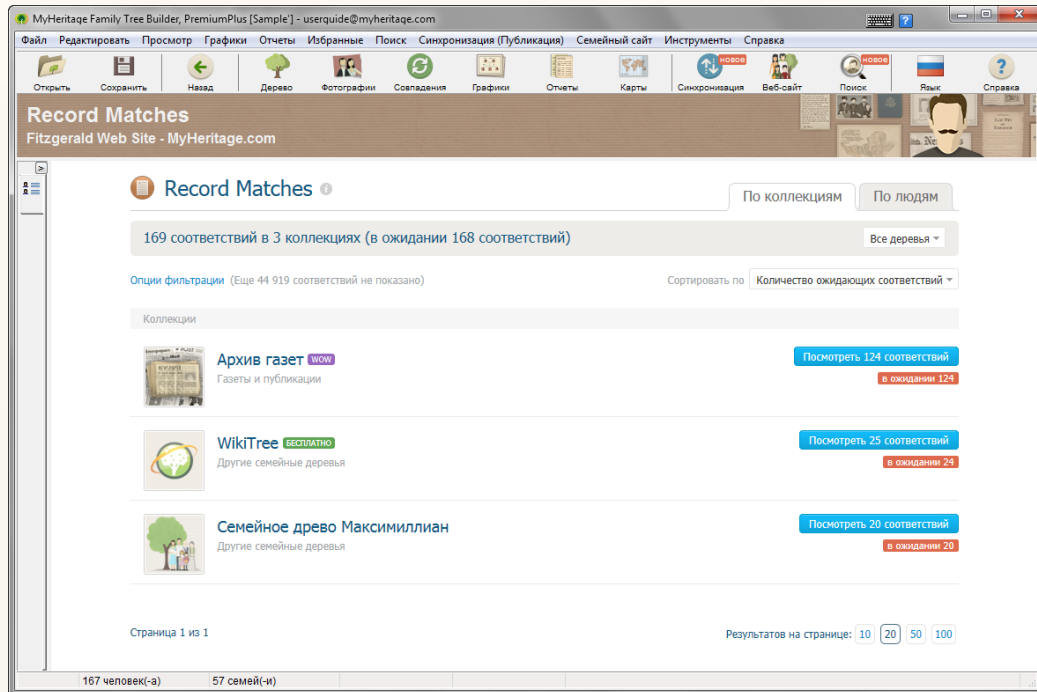 MyHeritage Family Tree Builder, PremiumPlus [Sample'] - userguide@myheritage.com
Файл Редактировать Просмотр Графики Отчеты Избранные Поиск Синхронизация (Публикация) Семейный сайт Инструменты Справка
НОВОЕ НОВОЕ
Открыть Сохранить Назад Дерево Фотографии Совпадения Графики Отчеты Карты Синхронизация Веб-сайт Поиск Язык Справка
Record Matches
Fitzgerald Web Site - MyHeritage.com
Record Matches
По коллекциям По людям
169 соответствий в 3 коллекциях (в ожидании 168 соответствий) Все деревья
Опции фильтрации (Еще 44 919 соответствий не показано) Сортировать по Количество ожидающих соответствий
Коллекции
Архив газет WOW Посмотреть 124 соответствий
Газеты и публикации в ожидании 124
WikiTree БЕСПЛАТНО Посмотреть 25 соответствий
Другие семейные деревья в ожидании 24
Семейное древо Максимиллиан Посмотреть 20 соответствий
Другие семейные деревья в ожидании 20
Страница 1 из 1 Результатов на странице: 10 20 50 100
167 человек(-а) 57 семей(-и)